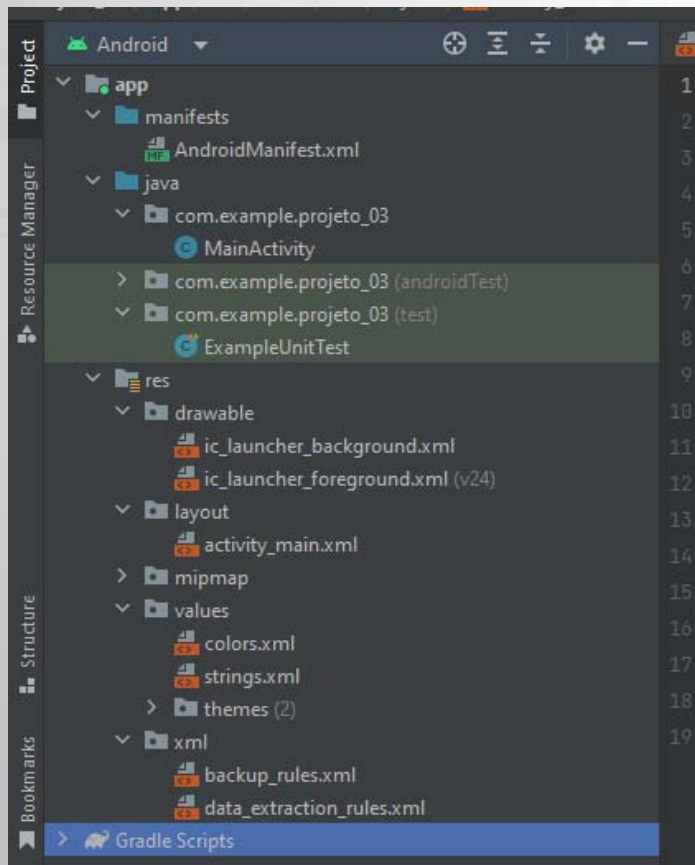 Android
app
manifests
AndroidManifest.xml
java
com.example.projeto_03
MainActivity
com.example.projeto_03 (androidTest)
com.example.projeto_03 (test)
ExampleUnitTest
res
drawable
ic_launcher_background.xml
ic_launcher_foreground.xml (v24)
layout
activity_main.xml
mipmap
values
colors.xml
strings.xml
themes (2)
xml
backup_rules.xml
data_extraction_rules.xml
Gradle Scripts
Project
Resource Manager
Structure
Bookmarks
1
2
3
4
5
6
7
8
9
10
11
12
13
14
15
16
17
18
19